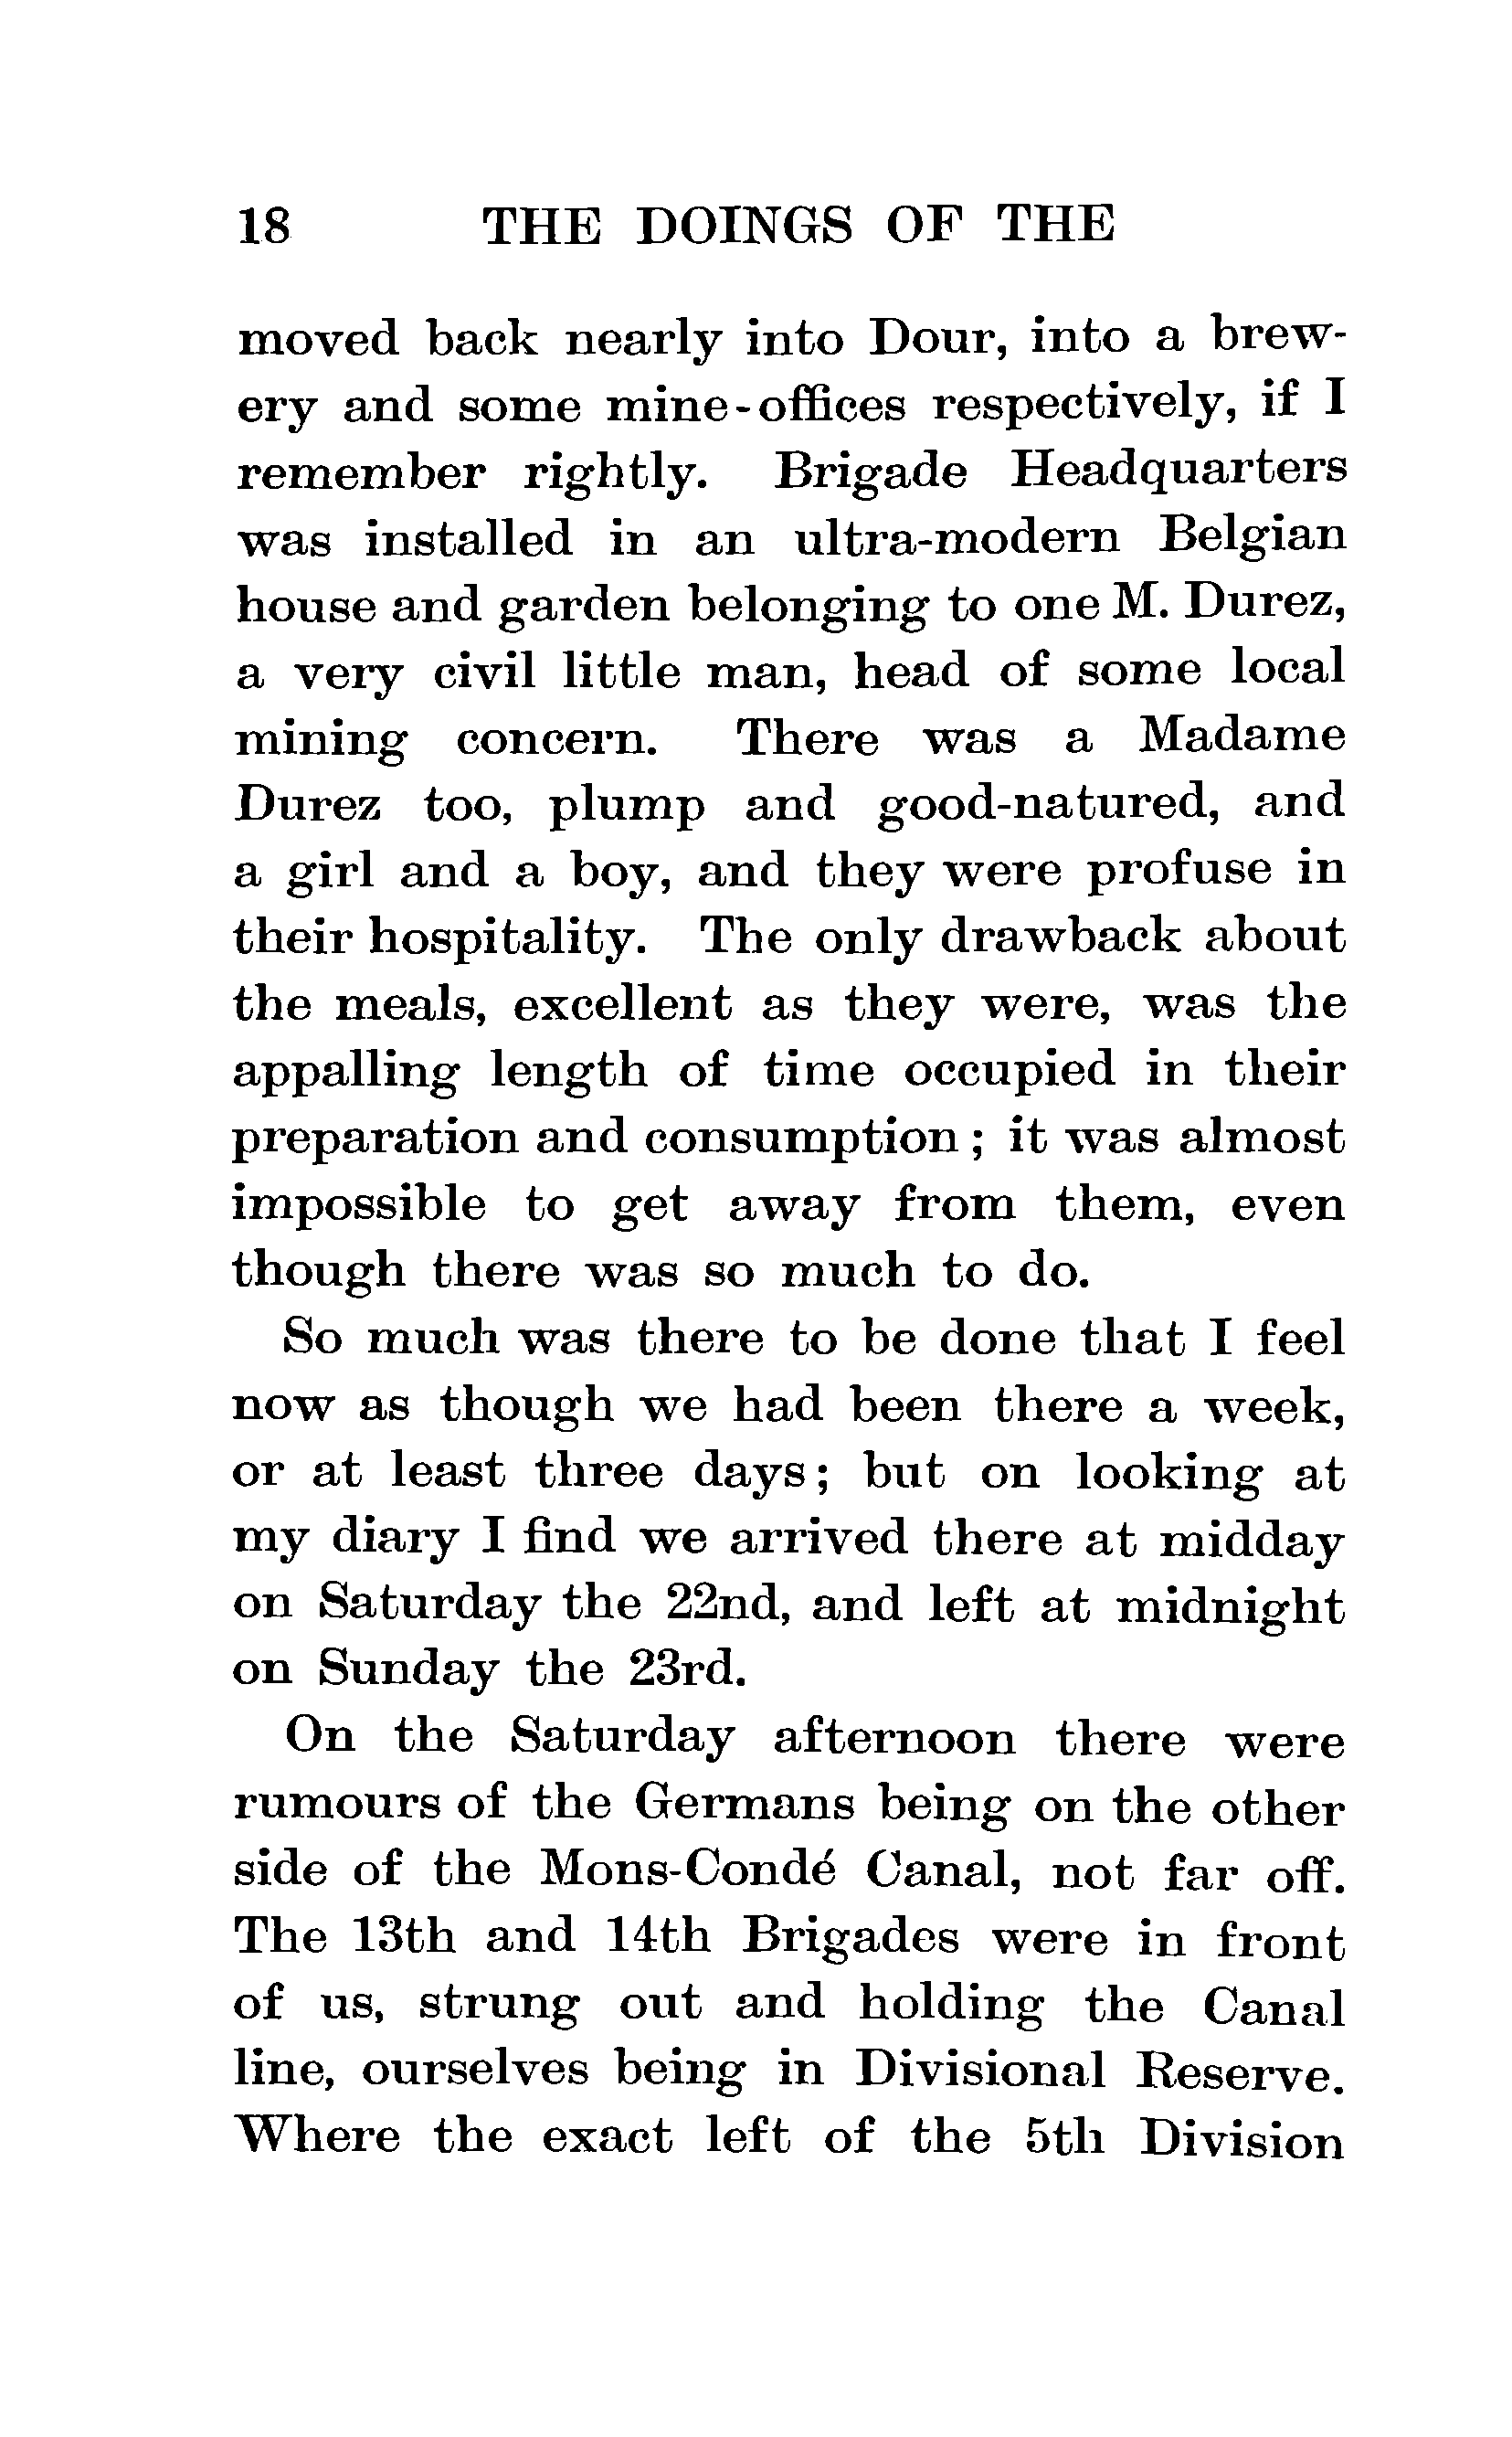 18 THE DOINGS OF THE
moved back nearly into Dour, into a brew-
ery and some mine-offices respectively, if I
remember rightly. Brigade Headquarters
was installed in an ultra-modern Belgian
house and garden belonging to one M. Durez,
a very civil little man, head of some local
mining concern. There was a Madame
Durez too, plump and good-natured, and
a girl and a boy, and they were profuse in
their hospitality. The only drawback about
the meals, excellent as they were, was the
appalling length of time occupied in their
preparation and consumption; it was almost
impossible to get away from them, even
though there was so much to do.
So much was there to be done that I feel
now as though we had been there a week,
or at least three days; but on looking at
my diary I find we arrived there at midday
on Saturday the 22nd, and left at midnight
on Sunday the 23rd.
On the Saturday afternoon there were
rumours of the Germans being on the other
side of the Mons-Condé Canal, not far off.
The 13th and 14th Brigades were in front
of us, strung out and holding the Canal
line, ourselves being in Divisional Reserve.
Where the exact left of the 5th Division